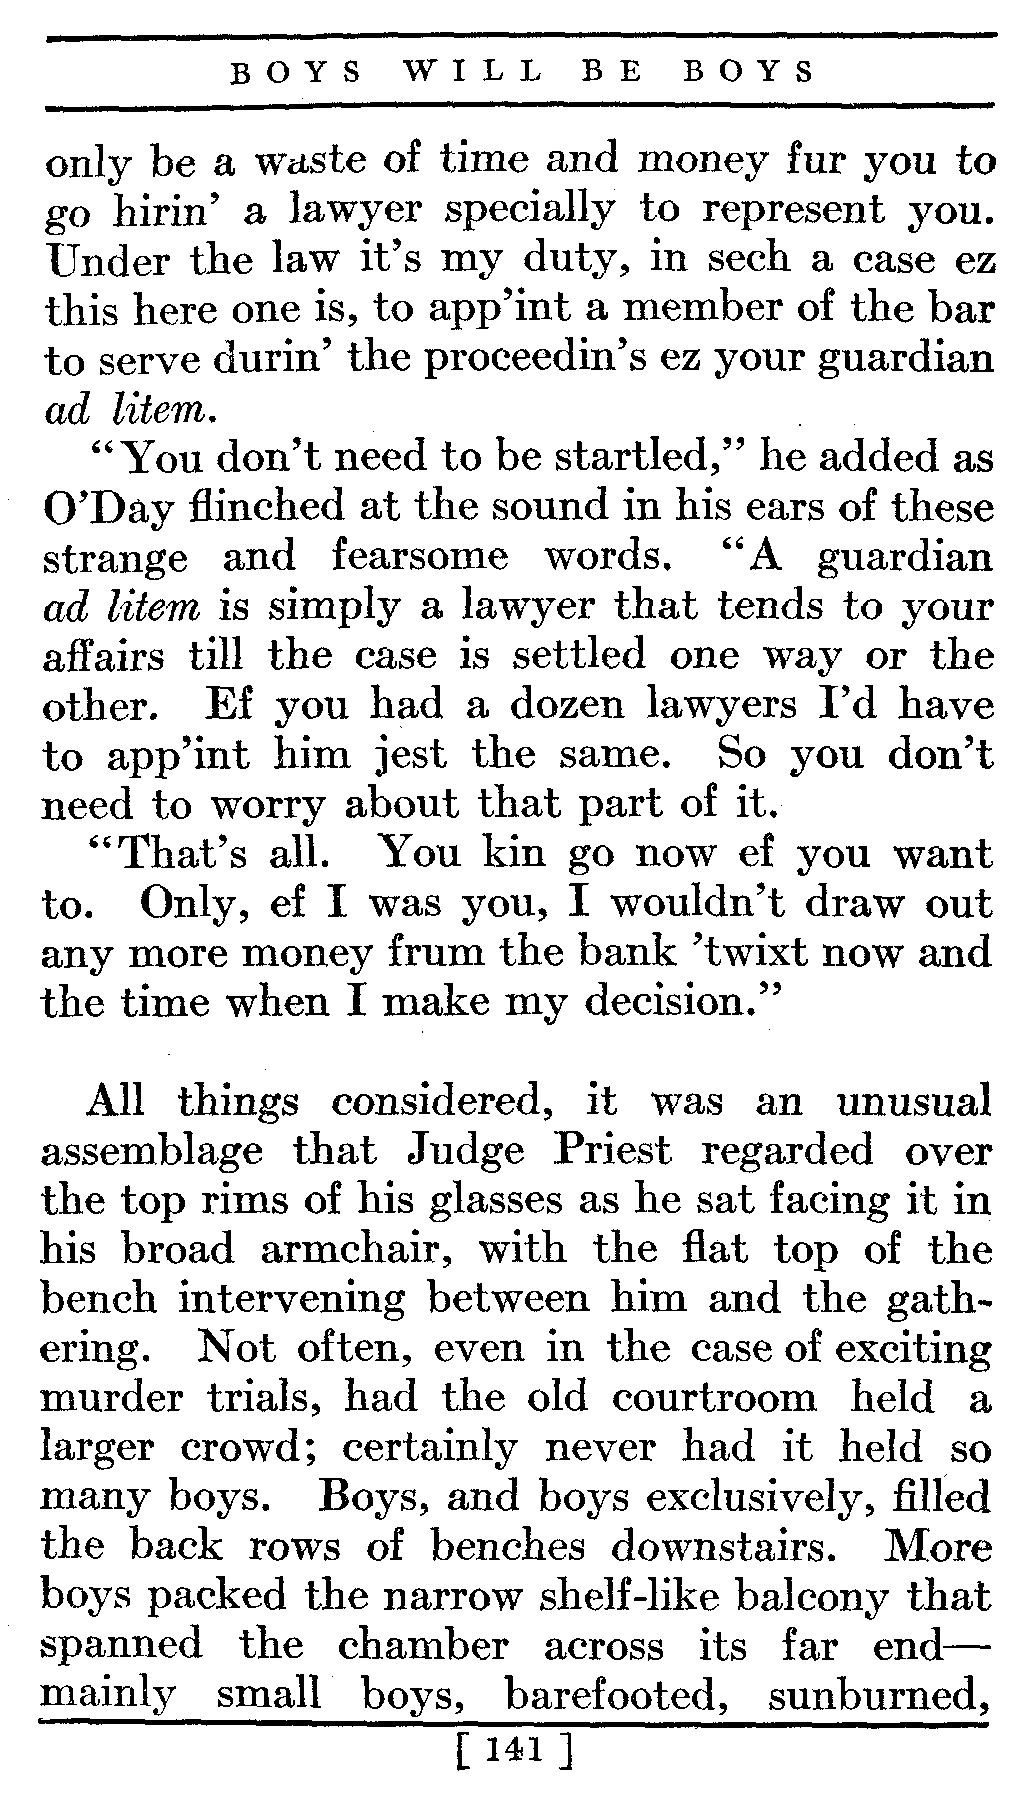 BOYS WILL BE BOYS
only be a waste of time and money fur you to
go hirin’ a lawyer specially to represent you.
Under the law it’s my duty, in sech a case ez
this here one is, to app’int a member of the bar
to serve durin’ the proceedin’s ez your guardian
ad litem.
“You don’t need to be startled,” he added as
O’Day flinched at the sound in his ears of these
strange and fearsome words. “A guardian
ad litem is simply a lawyer that tends to your
affairs till the case is settled one way or the
other. Ef you had a dozen lawyers I’d have
to app’int him jest the same. So you don’t
need to worry about that part of it.
“That’s all. You kin go now ef you want
to. Only, ef I was you, I wouldn’t draw out
any more money frum the bank ’twixt now and
the time when I make my decision.”
All things considered, it was an unusual
assemblage that Judge Priest regarded over
the top rims of his glasses as he sat facing it in
his broad armchair, with the flat top of the
bench intervening between him and the gath-
ering. Not often, even in the case of exciting
murder trials, had the old courtroom held a
larger crowd; certainly never had it held so
many boys. Boys, and boys exclusively, filled
the back rows of benches downstairs. More
boys packed the narrow shelf-like balcony that
spanned the chamber across its far end—
mainly small boys, barefooted, sunburned,
[ 141 ]